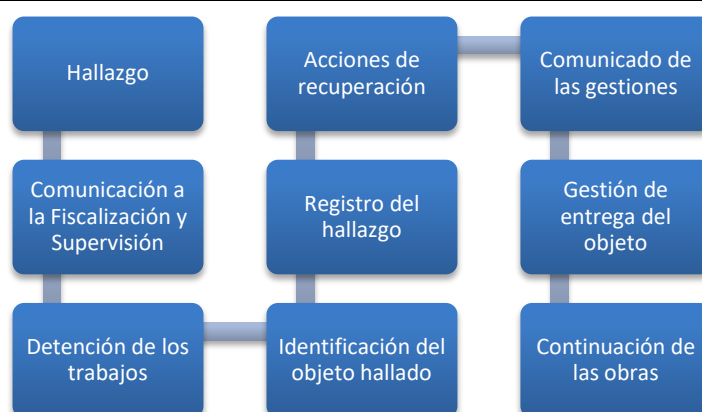 Hallazgo
Comunicación a
la Fiscalización y
Supervisión
Detención de los
trabajos
Identificación del
objeto hallado
Registro del
hallazgo
Acciones de
recuperación
Comunicado de
las gestiones
Gestión de
entrega del
objeto
Continuación de
las obras